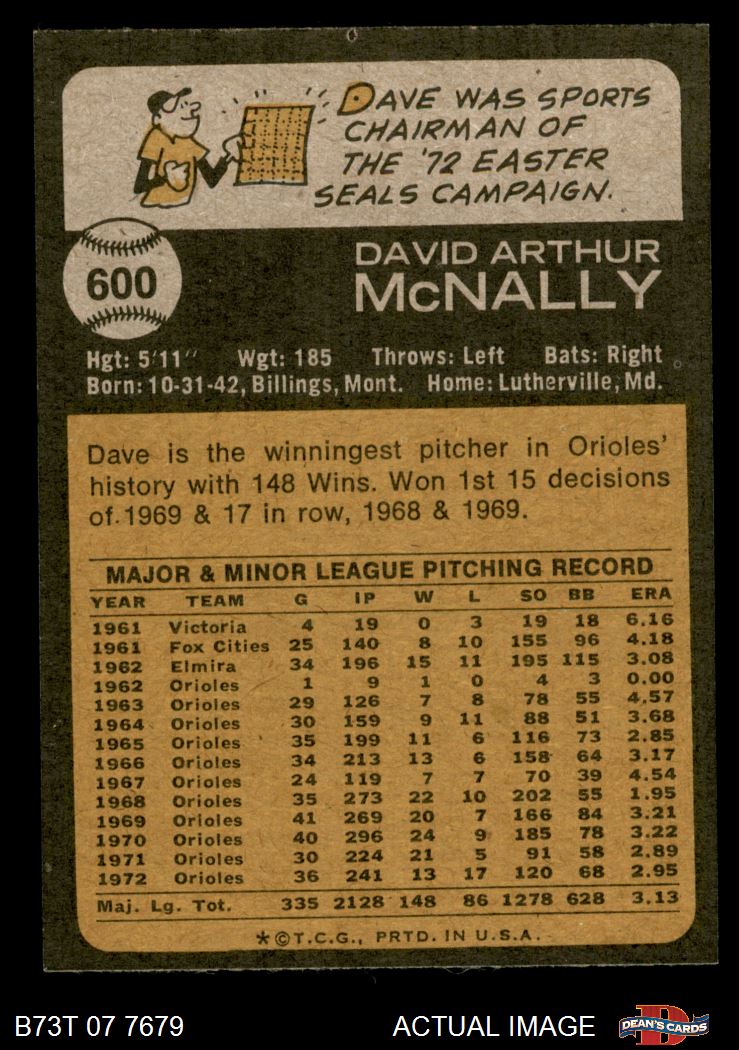 DAVE WAS SPORTS
CHAIRMAN OF
THE '72 EASTER
SEALS CAMPAIGN.
600
DAVID ARTHUR
McNALLY
Hgt: 5'11" Wgt: 185 Throws: Left Bats: Right
Born: 10-31-42, Billings, Mont. Home: Lutherville, Md.
Dave is the winningest pitcher in Orioles'
history with 148 Wins. Won 1st 15 decisions
of 1969 & 17 in row, 1968 & 1969.
MAJOR & MINOR LEAGUE PITCHING RECORD
YEAR TEAM G IP W L SO BB ERA
1961 Victoria 4 19 0 3 19 18 6.16
1961 Fox Cities 25 140 8 10 155 96 4.18
1962 Elmira 34 196 15 11 195 115 3.08
1962 Orioles 1 9 1 0 4 3 0.00
1963 Orioles 29 126 7 8 78 55 4.57
1964 Orioles 30 159 9 11 88 51 3.68
1965 Orioles 35 199 11 6 116 73 2.85
1966 Orioles 34 213 13 6 158 64 3.17
1967 Orioles 24 119 7 7 70 39 4.54
1968 Orioles 35 273 22 10 202 55 1.95
1969 Orioles 41 269 20 7 166 84 3.21
1970 Orioles 40 296 24 9 185 78 3.22
1971 Orioles 30 224 21 5 91 58 2.89
1972 Orioles 36 241 13 17 120 68 2.95
Maj. Lg. Tot. 335 2128 148 86 1278 628 3.13
*©T.C.G., PRTD. IN U.S.A.
B73T 07 7679 ACTUAL IMAGE DEAN'S CARDS